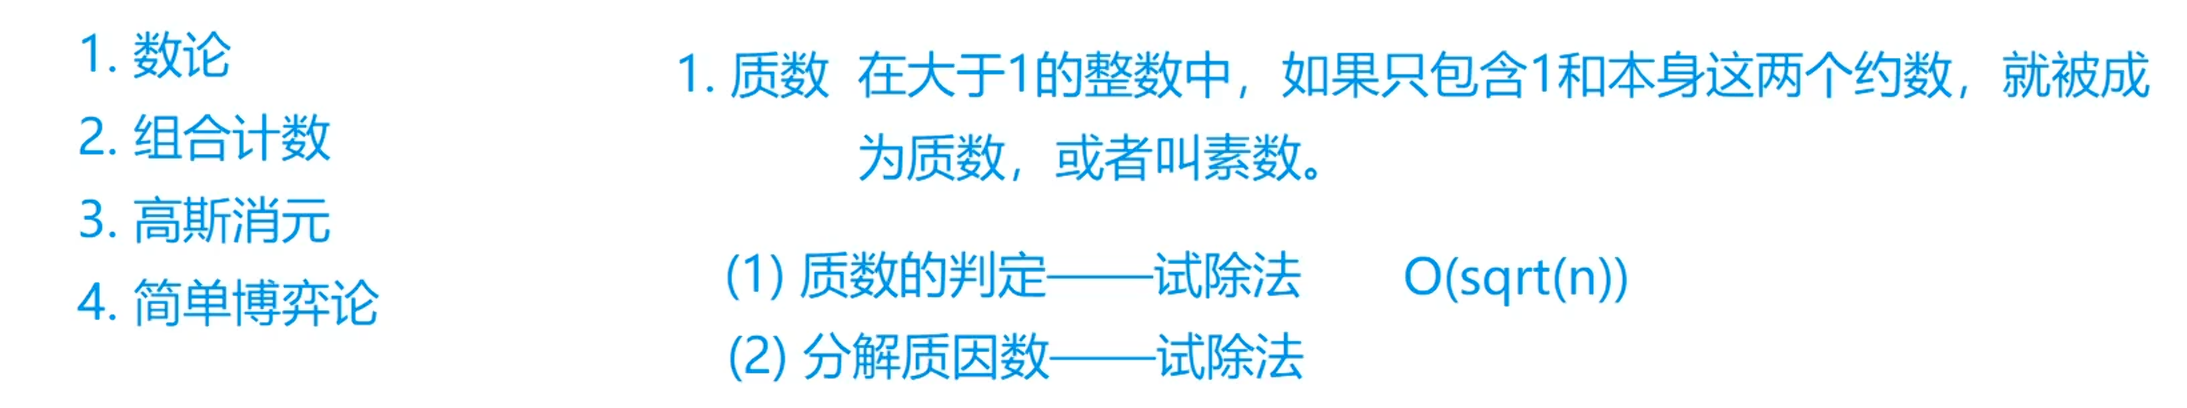 1. 数论
2. 组合计数
3. 高斯消元
4. 简单博弈论
1. 质数 在大于1的整数中，如果只包含1和本身这两个约数，就被成
为质数，或者叫素数。
(1) 质数的判定——试除法 O(sqrt(n))
(2) 分解质因数——试除法